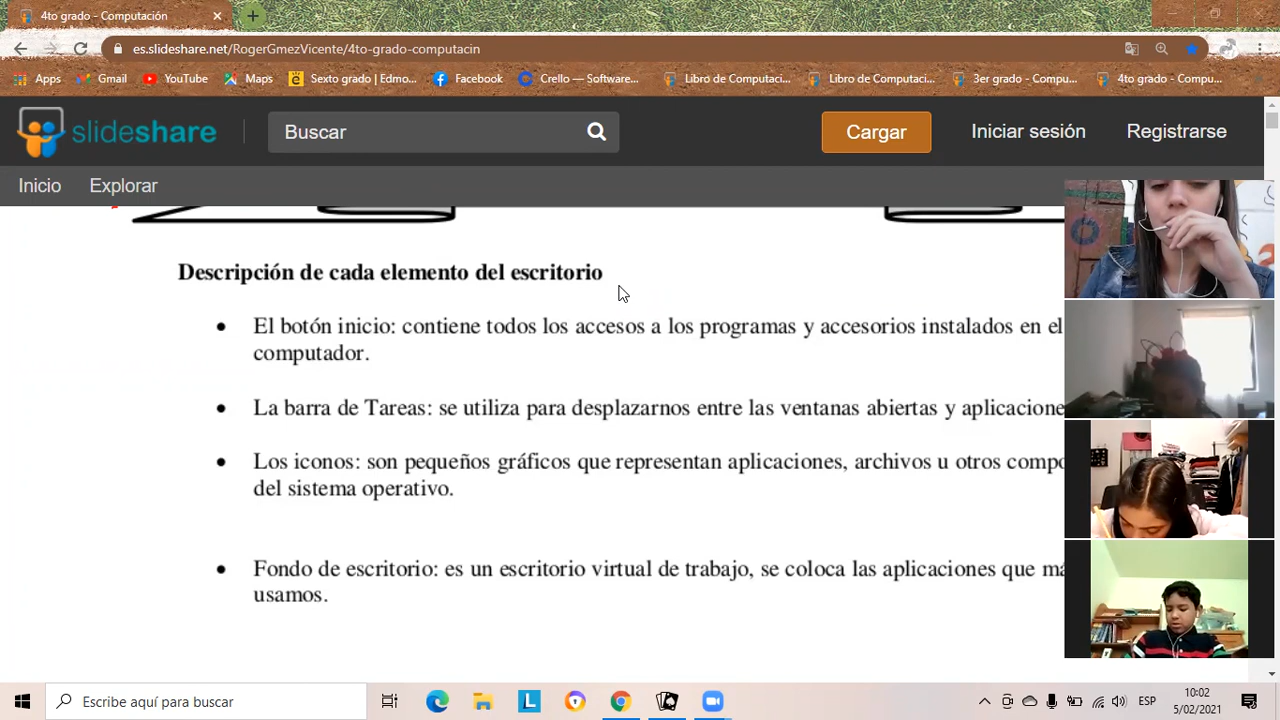 4to grado - Computación
es.slideshare.net/RogerGmezVicente/4to-grado-computacin
Apps Gmail YouTube Maps Sexto grado | Edmo... Facebook Crello — Software... Libro de Computaci... Libro de Computaci... 3er grado - Compu... 4to grado - Compu...
slideshare Buscar Cargar Iniciar sesión Registrarse
Inicio Explorar
Descripción de cada elemento del escritorio
• El botón inicio: contiene todos los accesos a los programas y accesorios instalados en el
computador.
• La barra de Tareas: se utiliza para desplazarnos entre las ventanas abiertas y aplicacione
• Los iconos: son pequeños gráficos que representan aplicaciones, archivos u otros compo
del sistema operativo.
• Fondo de escritorio: es un escritorio virtual de trabajo, se coloca las aplicaciones que má
usamos.
Escribe aquí para buscar
L
ESP
10:02
5/02/2021